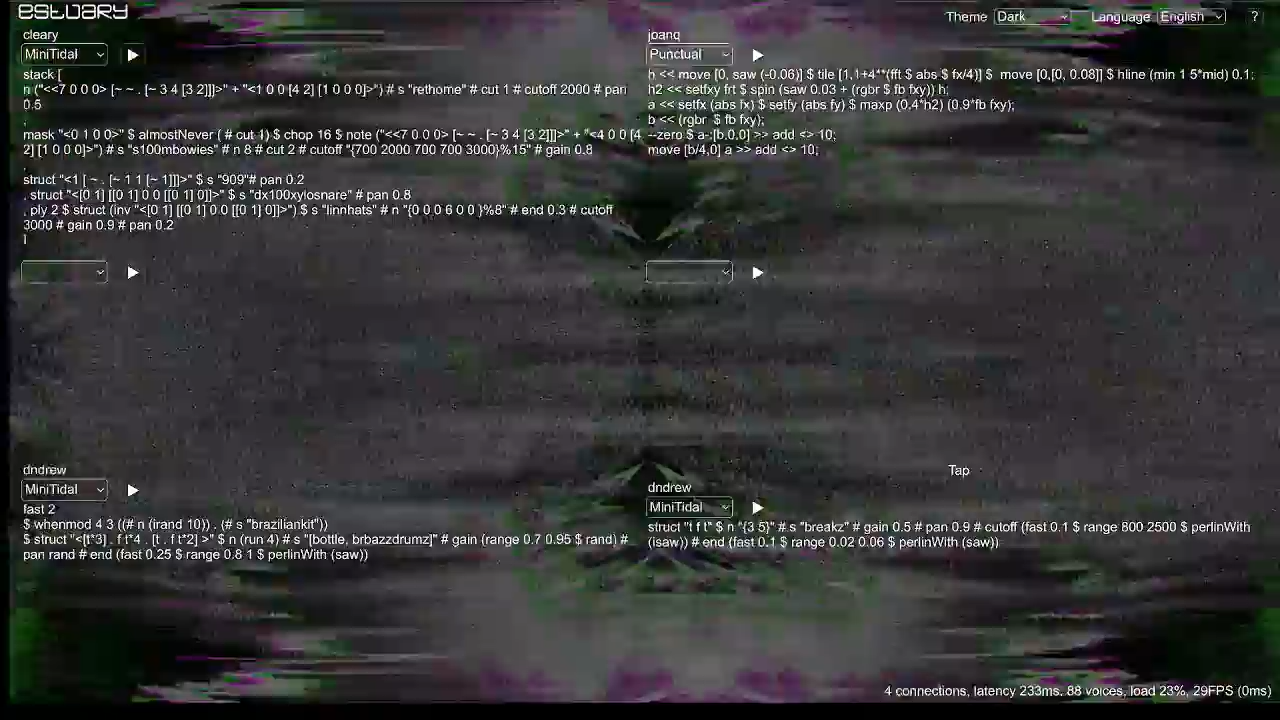 estuary
Theme Dark Language English ?
cleary
MiniTidal
stack [
n ("<<7 0 0 0> [~ ~ . [~ 3 4 [3 2]]]>" + "<1 0 0 [4 2] [1 0 0 0]>") # s "rethome" # cut 1 # cutoff 2000 # pan
0.5
,
mask "<0 1 0 0>" $ almostNever ( # cut 4) $ chop 16 $ note ("<<7 0 0 0> [~ ~ . [~ 3 4 [3 2]]]>" + "<4 0 0 [4
2] [1 0 0 0]>") # s "s100mbowies" # n 8 # cut 2 # cutoff "{700 2000 700 700 3000}%15" # gain 0.8
,
struct "<1 [ ~ . [~ 1 1 [~ 1]]]>" $ s "909"# pan 0.2
, struct "<[0 1] [[0 1] 0 0 [[0 1] 0]]>" $ s "dx100xylosnare" # pan 0.8
, ply 2 $ struct (inv "<[0 1] [[0 1] 0 0 [[0 1] 0]]>") $ s "linnhats" # n "{0 0 0 6 0 0 }%8" # end 0.3 # cutoff
3000 # gain 0.9 # pan 0.2
]
joanq
Punctual
h << move [0, saw (-0.06)] $ tile [1,1+4**(fft $ abs $ fx/4)] $ move [0,[0, 0.08]] $ hline (min 1 5*mid) 0.1;
h2 << setfxy frt $ spin (saw 0.03 + (rgbr $ fb fxy)) h;
a << setfx (abs fx) $ setfy (abs fy) $ maxp (0.4*h2) (0.9*fb fxy);
b << (rgbr $ fb fxy);
--zero $ a-:[b,0,0] >> add <> 10;
move [b/4,0] a >> add <> 10;
dndrew
MiniTidal
fast 2
$ whenmod 4 3 ((# n (irand 10)) . (# s "braziliankit"))
$ struct "<[t*3] . f t*4 . [t . f t*2] >" $ n (run 4) # s "[bottle, brbazzdrumz]" # gain (range 0.7 0.95 $ rand) #
pan rand # end (fast 0.25 $ range 0.8 1 $ perlinWith (saw))
Tap
dndrew
MiniTidal
struct "t f t" $ n "{3 5}" # s "breakz" # gain 0.5 # pan 0.9 # cutoff (fast 0.1 $ range 800 2500 $ perlinWith
(isaw)) # end (fast 0.1 $ range 0.02 0.06 $ perlinWith (saw))
4 connections, latency 233ms. 88 voices, load 23%, 29FPS (0ms)